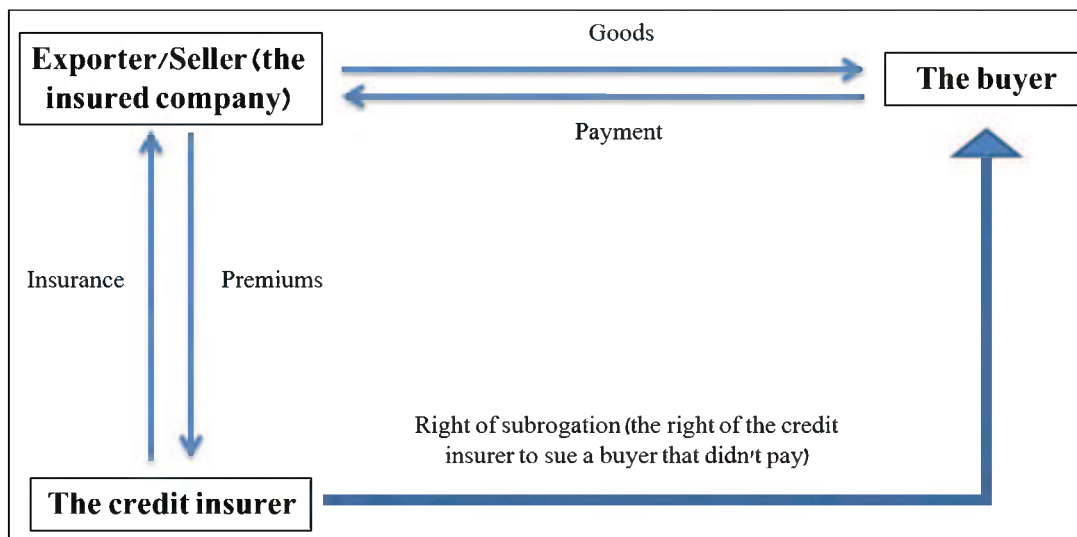 Goods
Exporter/Seller (the
insured company)
The buyer
Payment
Insurance
Premiums
Right of subrogation (the right of the credit
insurer to sue a buyer that didn't pay)
The credit insurer